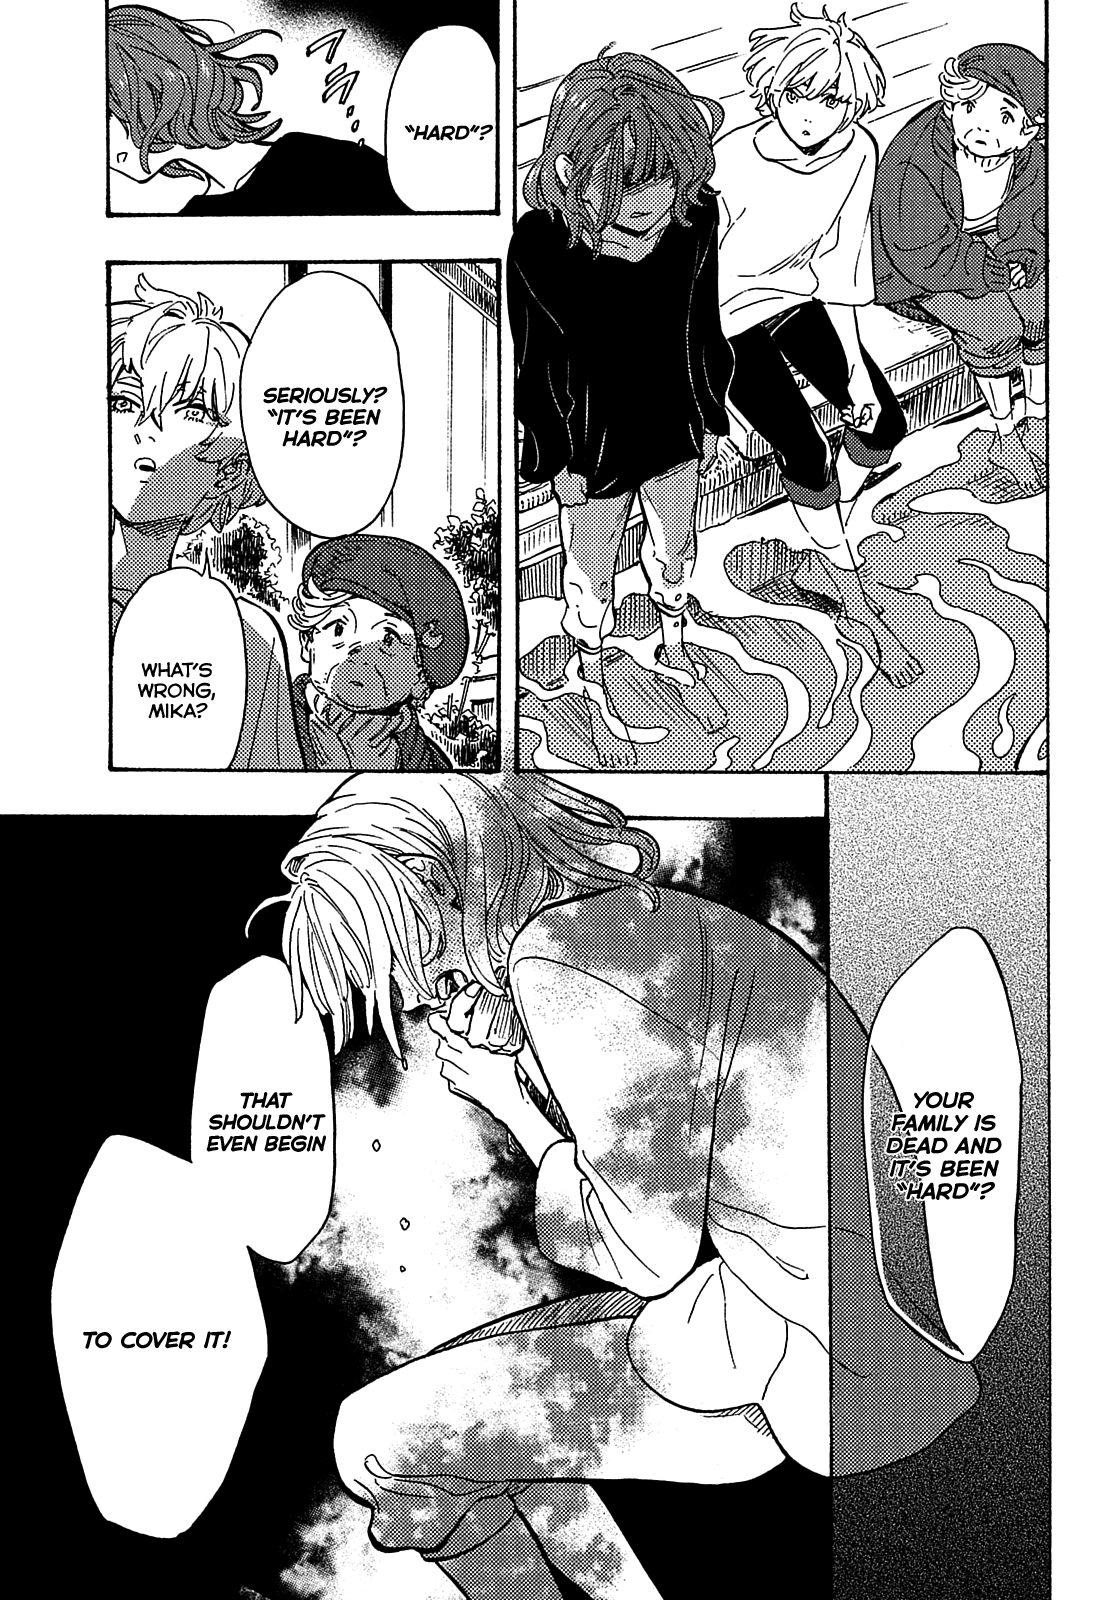 "HARD"?
SERIOUSLY?
"IT'S BEEN
HARD"?
WHAT'S
WRONG,
MIKA?
YOUR
FAMILY IS
DEAD AND
IT'S BEEN
"HARD"?
THAT
SHOULDN'T
EVEN BEGIN
TO COVER IT!